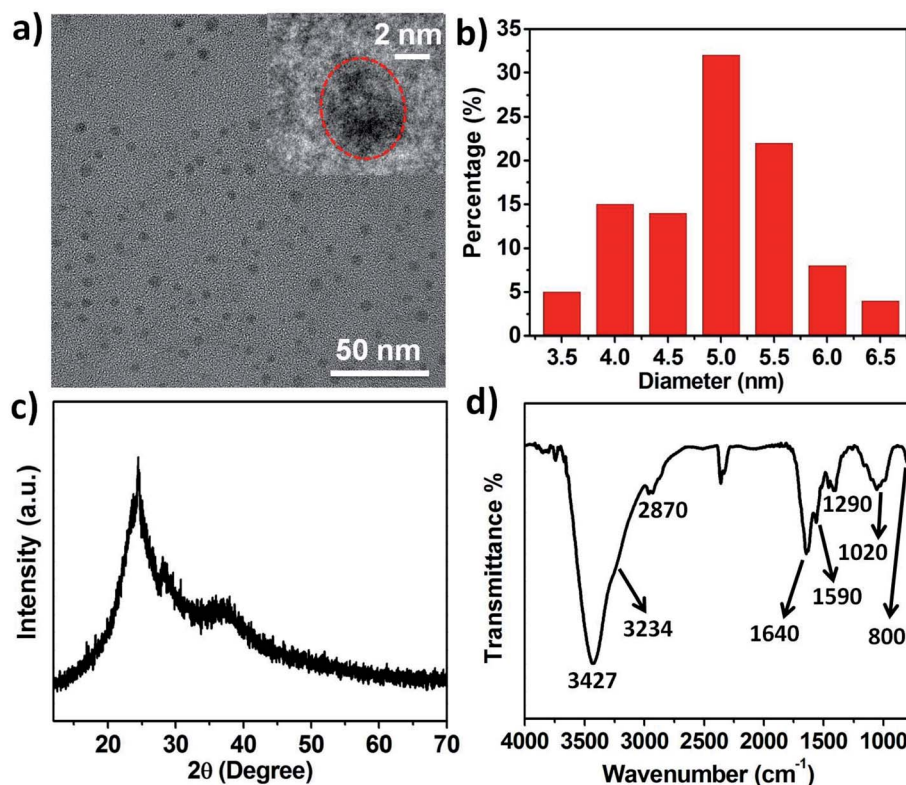 a)
2 nm
50 nm
b)
35
30
25
20
15
10
5
0
Percentage (%)
3.5 4.0 4.5 5.0 5.5 6.0 6.5
Diameter (nm)
c)
Intensity (a.u.)
20 30 40 50 60 70
2θ (Degree)
d)
Transmittance %
2870
1290
1020
3234
1590
1640
800
3427
4000 3500 3000 2500 2000 1500 1000
Wavenumber (cm⁻¹)